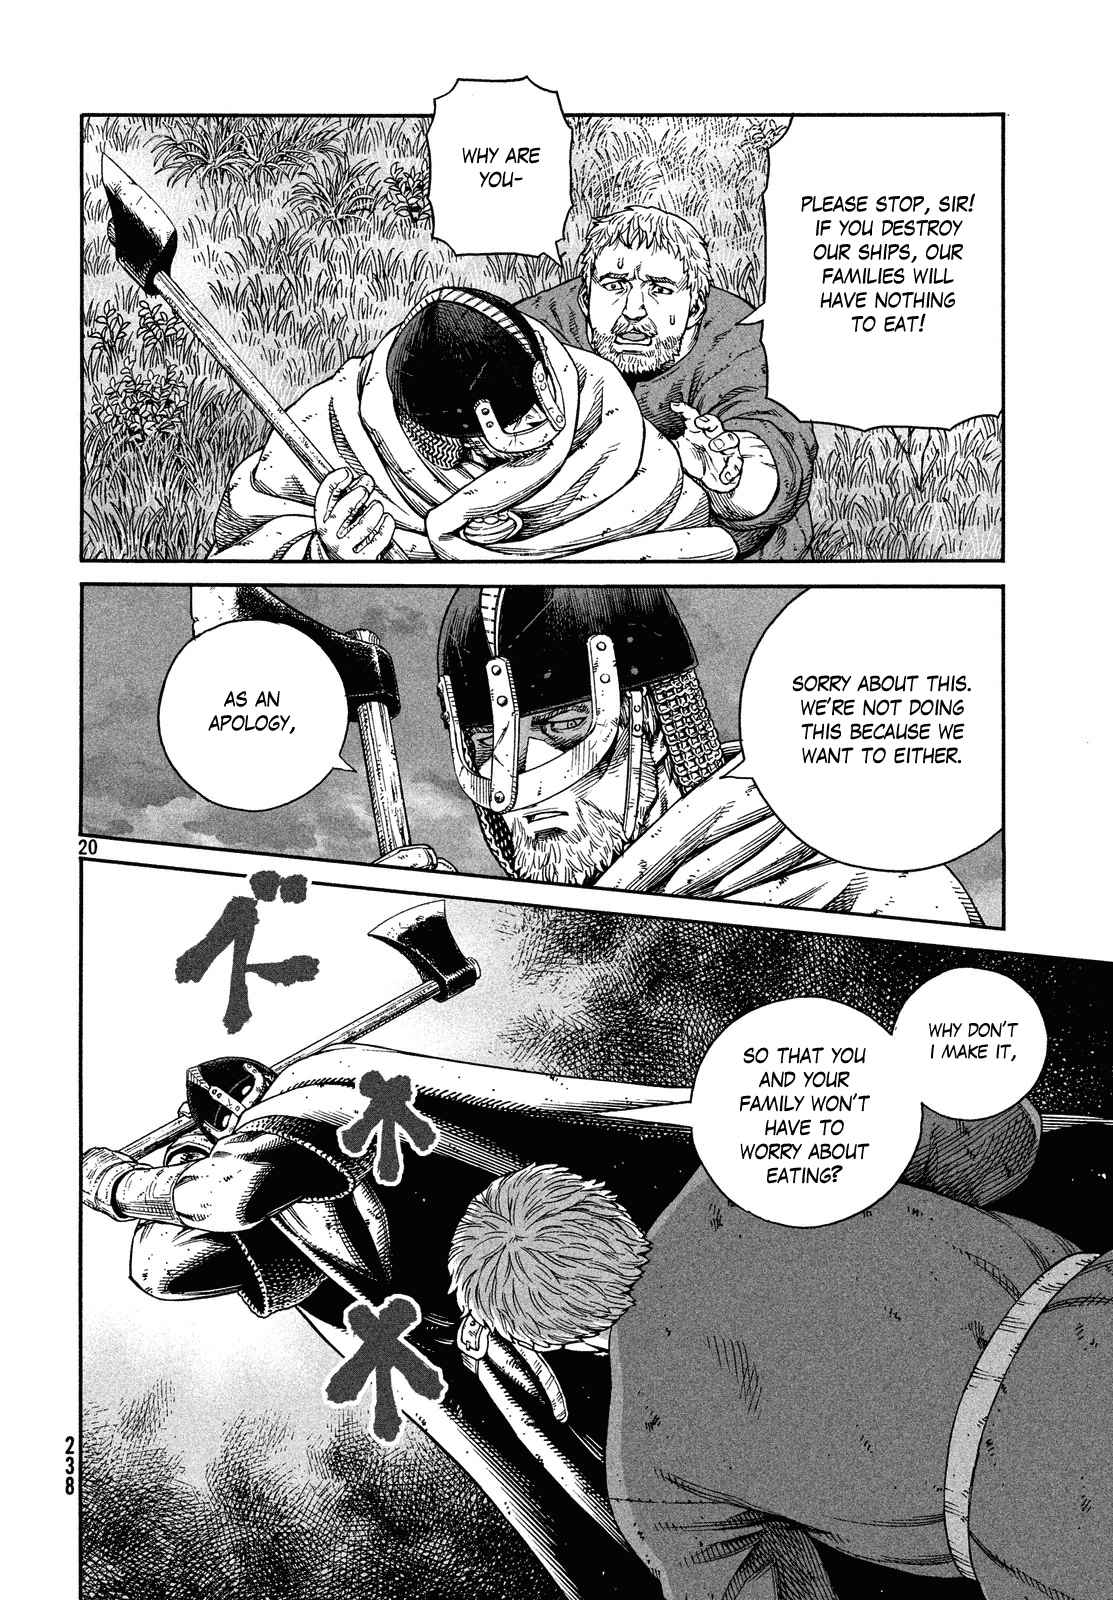 PLEASE STOP, SIR!
IF YOU DESTROY
OUR SHIPS, OUR
FAMILIES WILL
HAVE NOTHING
TO EAT!
WHY ARE
YOU-
SORRY ABOUT THIS.
WE'RE NOT DOING
THIS BECAUSE WE
WANT TO EITHER.
AS AN
APOLOGY,
20
WHY DON'T
I MAKE IT,
SO THAT YOU
AND YOUR
FAMILY WON'T
HAVE TO
WORRY ABOUT
EATING?
ド
ホ
ホ
238